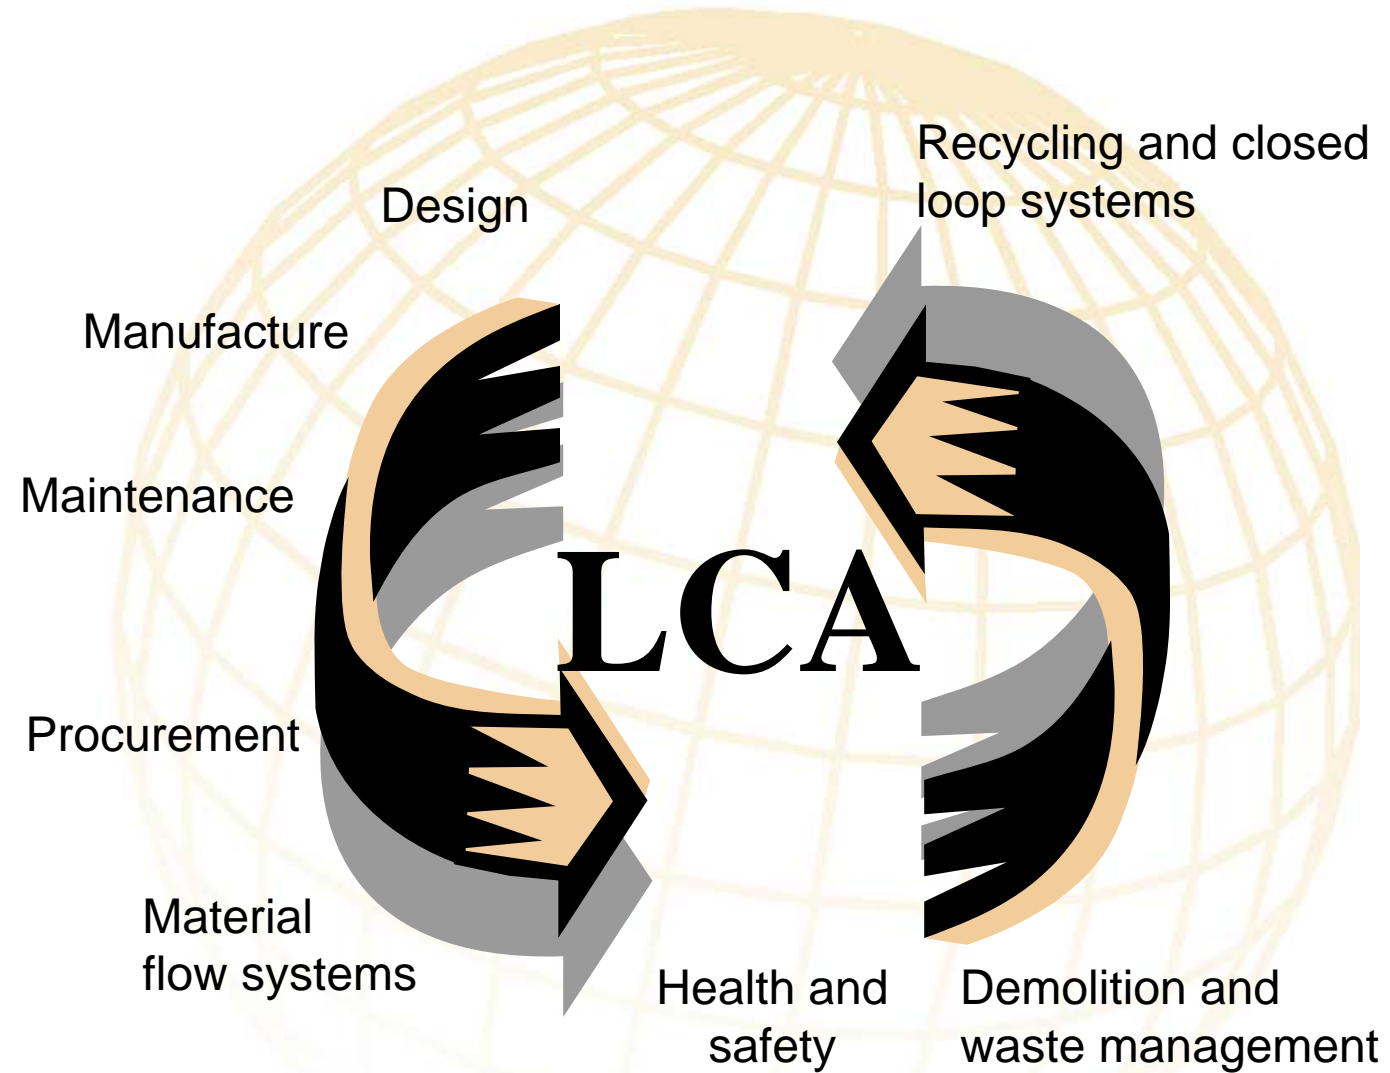 Recycling and closed
loop systems
Design
Manufacture
Maintenance
LCA
Procurement
Material
flow systems
Health and
safety
Demolition and
waste management